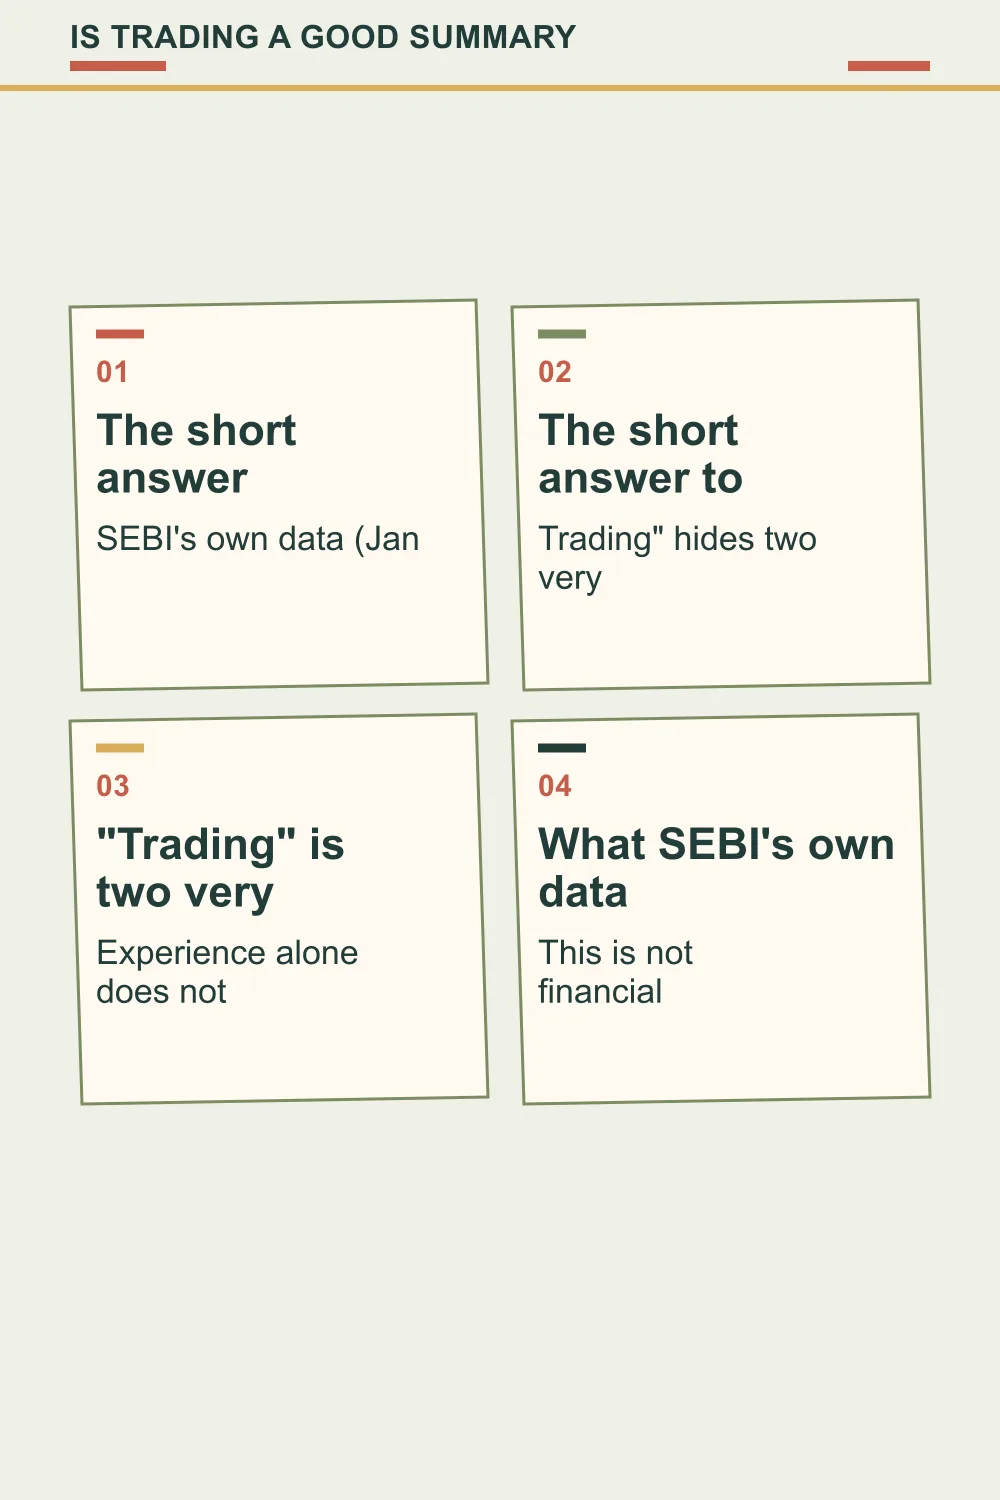 IS TRADING A GOOD SUMMARY
01
The short
answer
SEBI's own data (Jan
02
The short
answer to
Trading" hides two
very
03
"Trading" is
two very
Experience alone
does not
04
What SEBI's own
data
This is not
financial